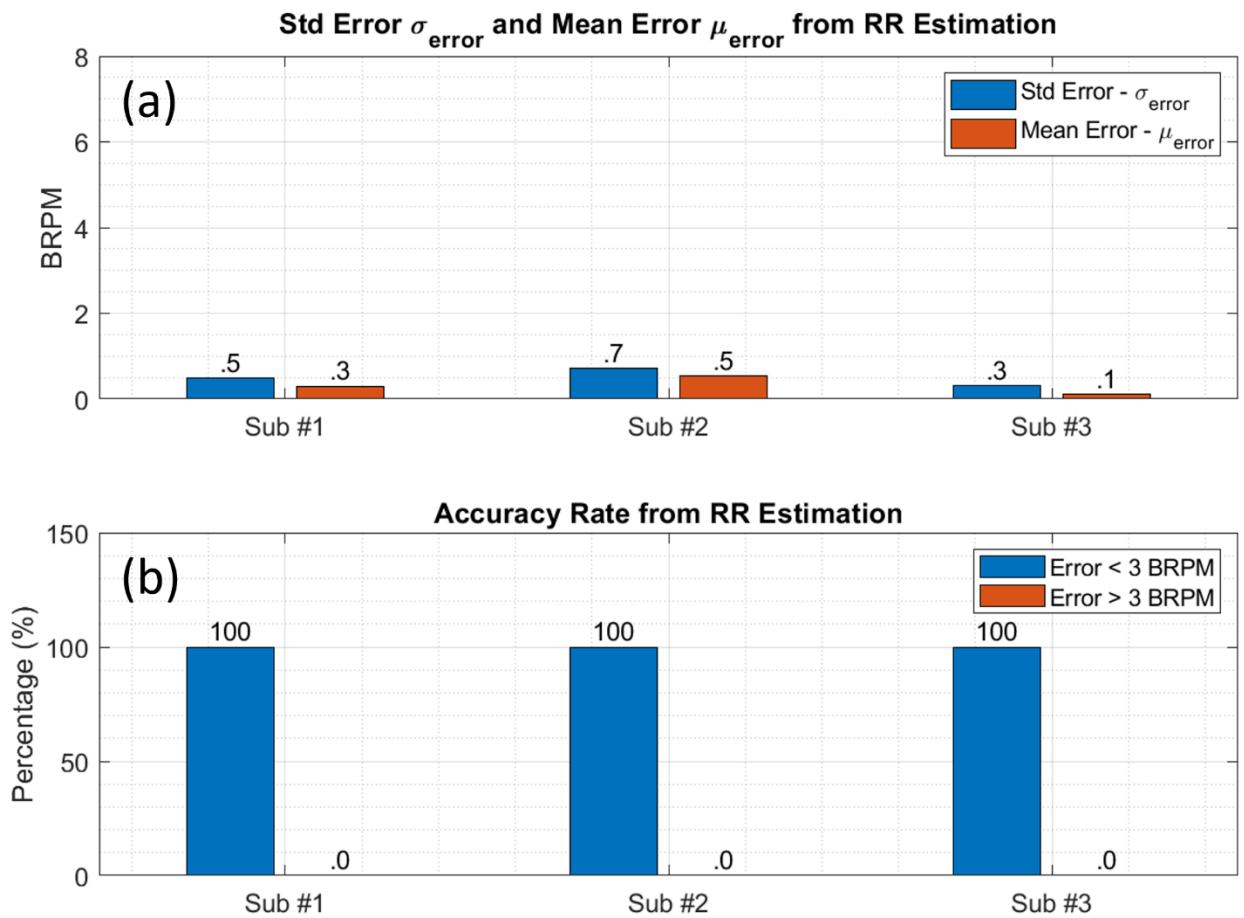 Std Error σerror and Mean Error μerror from RR Estimation
(a)
Std Error - σerror
Mean Error - μerror
BRPM
8
6
4
2
0
.5
.3
.7
.5
.3
.1
Sub #1
Sub #2
Sub #3
Accuracy Rate from RR Estimation
(b)
Error < 3 BRPM
Error > 3 BRPM
Percentage (%)
150
100
50
0
100
.0
100
.0
100
.0
Sub #1
Sub #2
Sub #3